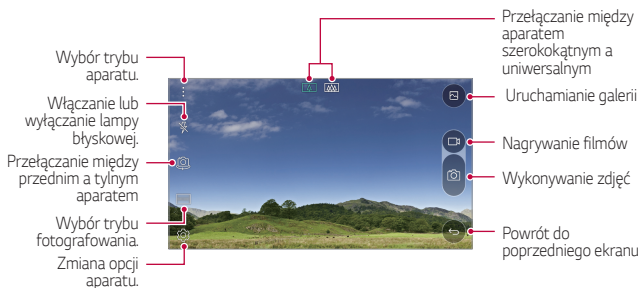 Przełączanie między
aparatem
szerokokątnym a
uniwersalnym
Wybór trybu
aparatu.
Włączanie lub
wyłączanie lampy
błyskowej.
Przełączanie między
przednim a tylnym
aparatem
Wybór trybu
fotografowania.
Zmiana opcji
aparatu.
Uruchamianie galerii
Nagrywanie filmów
Wykonywanie zdjęć
Powrót do
poprzedniego ekranu